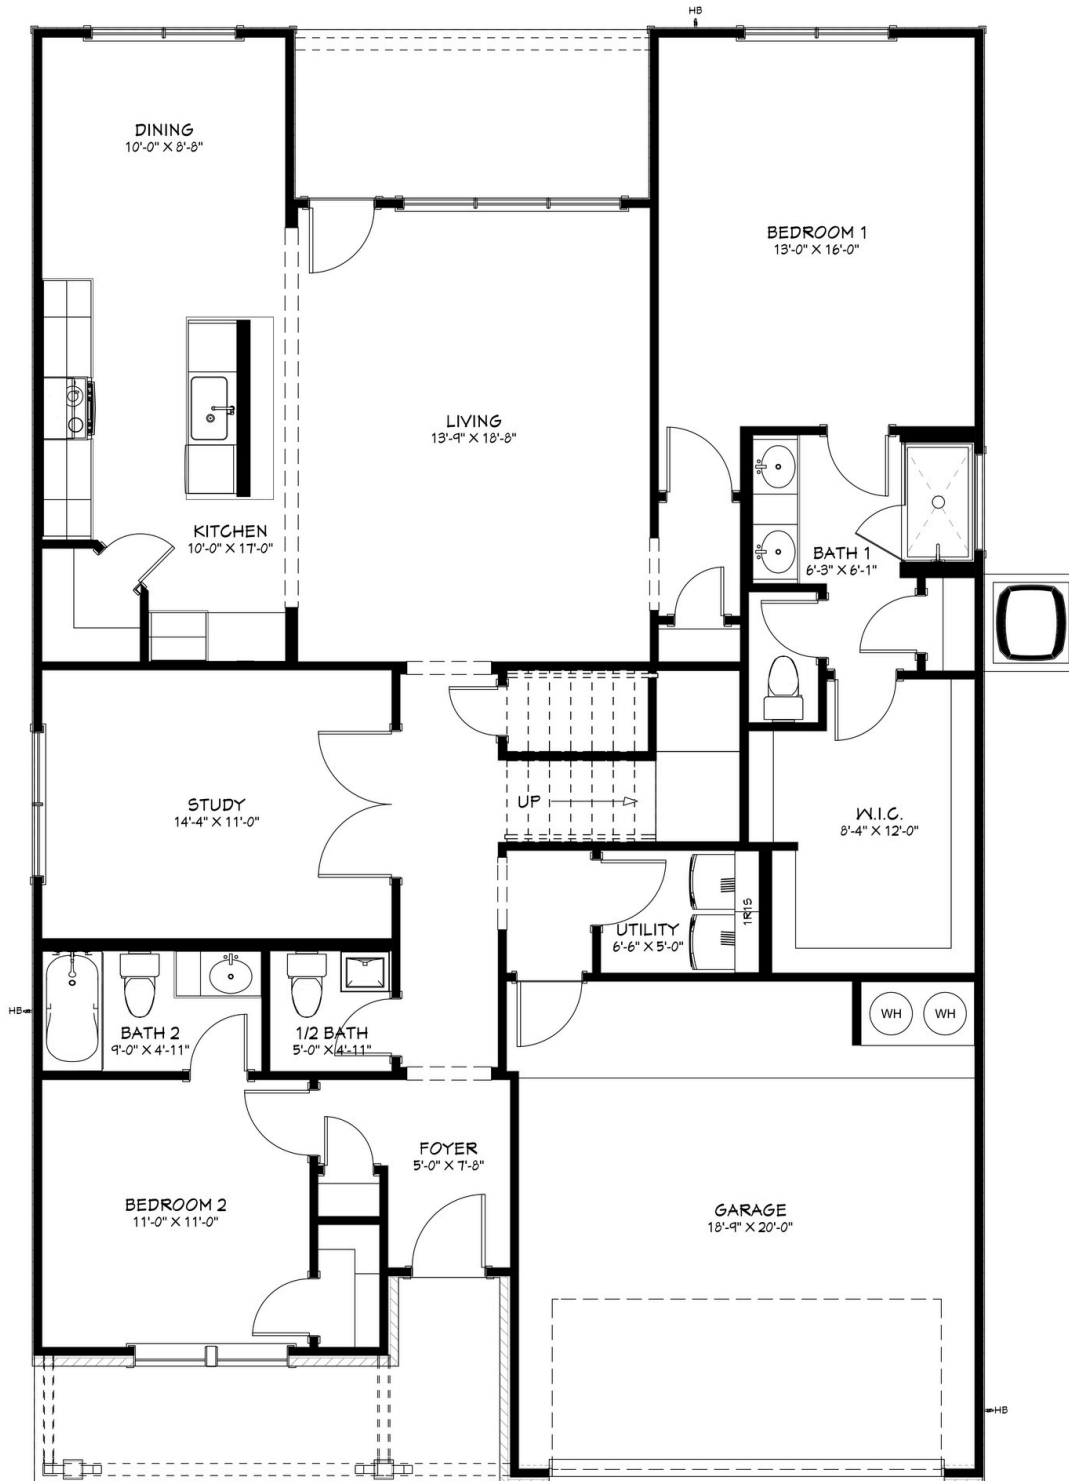 HB
DINING
10'-0" X 8'-8"
BEDROOM 1
13'-0" X 16'-0"
LIVING
13'-9" X 18'-8"
KITCHEN
10'-0" X 17'-0"
BATH 1
6'-3" X 6'-1"
STUDY
14'-4" X 11'-0"
UP
W.I.C.
8'-4" X 12'-0"
UTILITY
6'-6" X 5'-0"
1R1S
HB
BATH 2
9'-0" X 4'-11"
1/2 BATH
5'-0" X 4'-11"
WH
WH
FOYER
5'-0" X 7'-8"
BEDROOM 2
11'-0" X 11'-0"
GARAGE
18'-9" X 20'-0"
HB